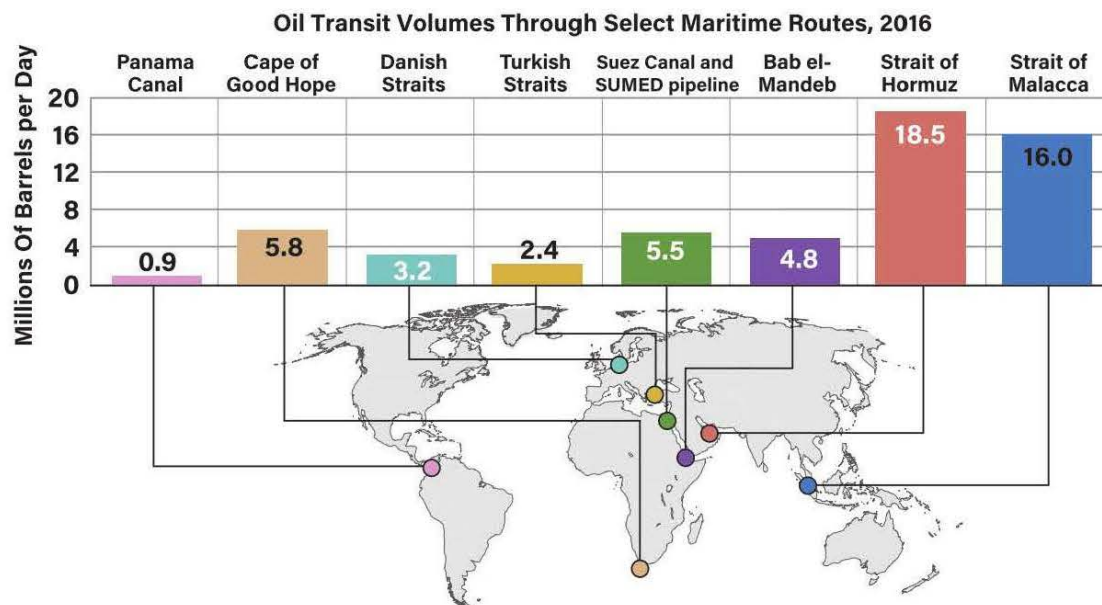 Oil Transit Volumes Through Select Maritime Routes, 2016
Panama
Canal
Cape of
Good Hope
Danish
Straits
Turkish
Straits
Suez Canal and
SUMED pipeline
Bab el-
Mandeb
Strait of
Hormuz
Strait of
Malacca
Millions Of Barrels per Day
20
16
12
8
4
0
0.9
5.8
3.2
2.4
5.5
4.8
18.5
16.0